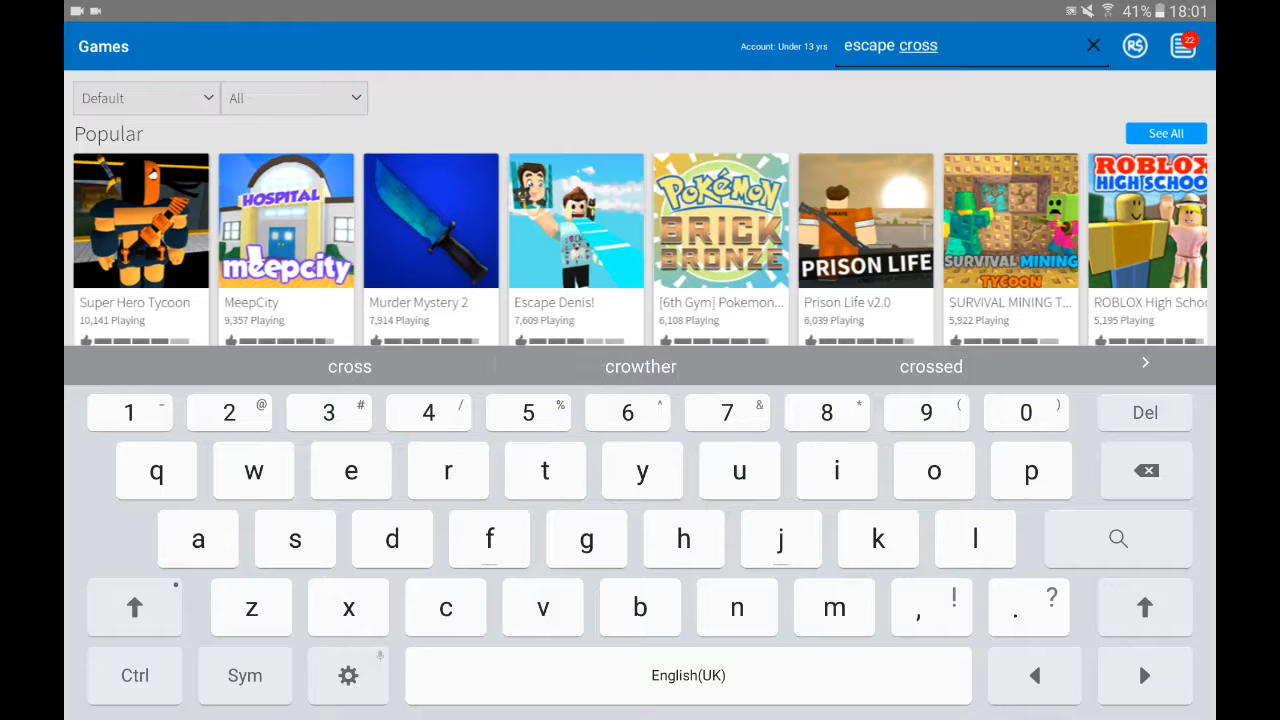 41% 18:01
Games
Account: Under 13 yrs
escape cross
R$
22
Default
All
Popular
See All
HOSPITAL
meepcity
POKéMON
BRICK
BRONZE
PRISON LIFE
SURVIVAL MINING
TYCOON
ROBLOX
HIGH SCHOO
Super Hero Tycoon
MeepCity
Murder Mystery 2
Escape Denis!
[6th Gym] Pokemon...
Prison Life v2.0
SURVIVAL MINING T...
ROBLOX High Schoo
10,141 Playing
9,357 Playing
7,914 Playing
7,609 Playing
6,108 Playing
6,039 Playing
5,922 Playing
5,195 Playing
cross
crowther
crossed
1 - 2 @ 3 # 4 / 5 % 6 ^ 7 & 8 * 9 ( 0 ) Del
q w e r t y u i o p
a s d f g h j k l
z x c v b n m , ! . ?
Ctrl Sym English(UK)